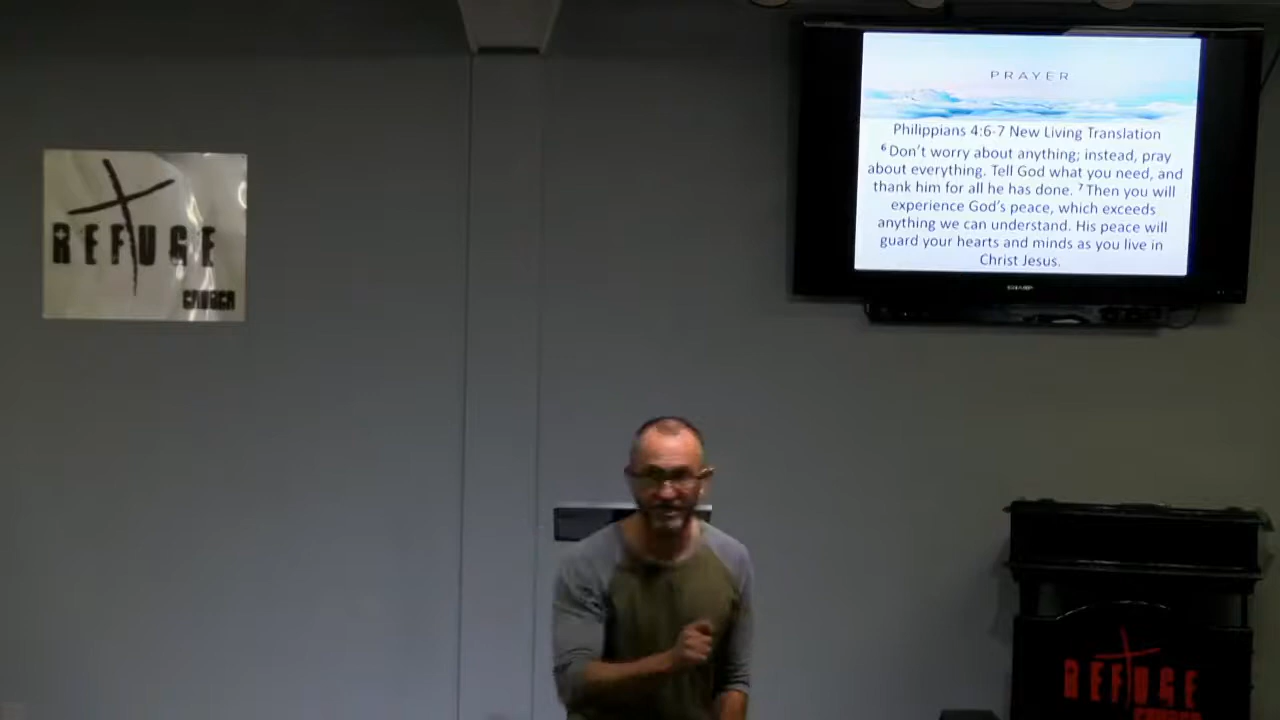 REFUGE
CHURCH
PRAYER
Philippians 4:6-7 New Living Translation
6 Don't worry about anything; instead, pray
about everything. Tell God what you need, and
thank him for all he has done. 7 Then you will
experience God's peace, which exceeds
anything we can understand. His peace will
guard your hearts and minds as you live in
Christ Jesus.
SHARP
REFUGE
CHURCH